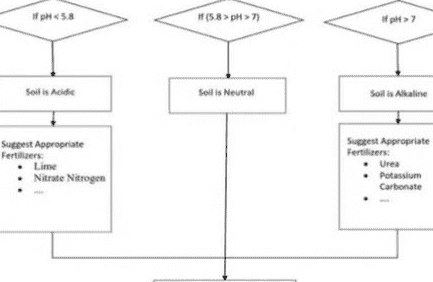 If pH < 5.8
If (5.8 > pH > 7)
If pH > 7
Soil is Acidic
Soil is Neutral
Soil is Alkaline
Suggest Appropriate
Fertilizers:
• Lime
• Nitrate Nitrogen
• ....
Suggest Appropriate
Fertilizers:
• Urea
• Potassium
Carbonate
• ....